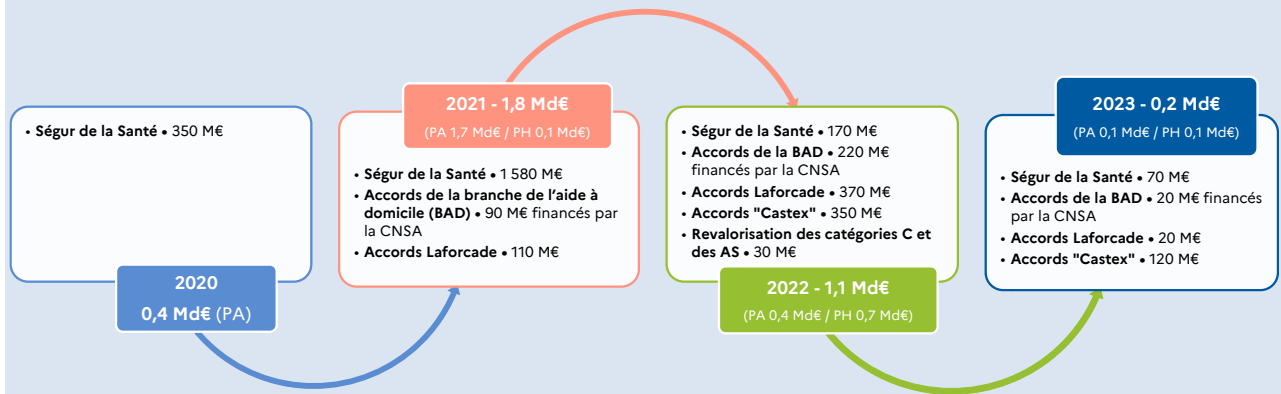 • Ségur de la Santé • 350 M€
2020
0,4 Md€ (PA)
2021 - 1,8 Md€
(PA 1,7 Md€ / PH 0,1 Md€)
• Ségur de la Santé • 1 580 M€
• Accords de la branche de l'aide à
domicile (BAD) • 90 M€ financés par
la CNSA
• Accords Laforcade • 110 M€
• Ségur de la Santé • 170 M€
• Accords de la BAD • 220 M€
financés par la CNSA
• Accords Laforcade • 370 M€
• Accords "Castex" • 350 M€
• Revalorisation des catégories C et
des AS • 30 M€
2022 - 1,1 Md€
(PA 0,4 Md€ / PH 0,7 Md€)
2023 - 0,2 Md€
(PA 0,1 Md€ / PH 0,1 Md€)
• Ségur de la Santé • 70 M€
• Accords de la BAD • 20 M€ financés
par la CNSA
• Accords Laforcade • 20 M€
• Accords "Castex" • 120 M€